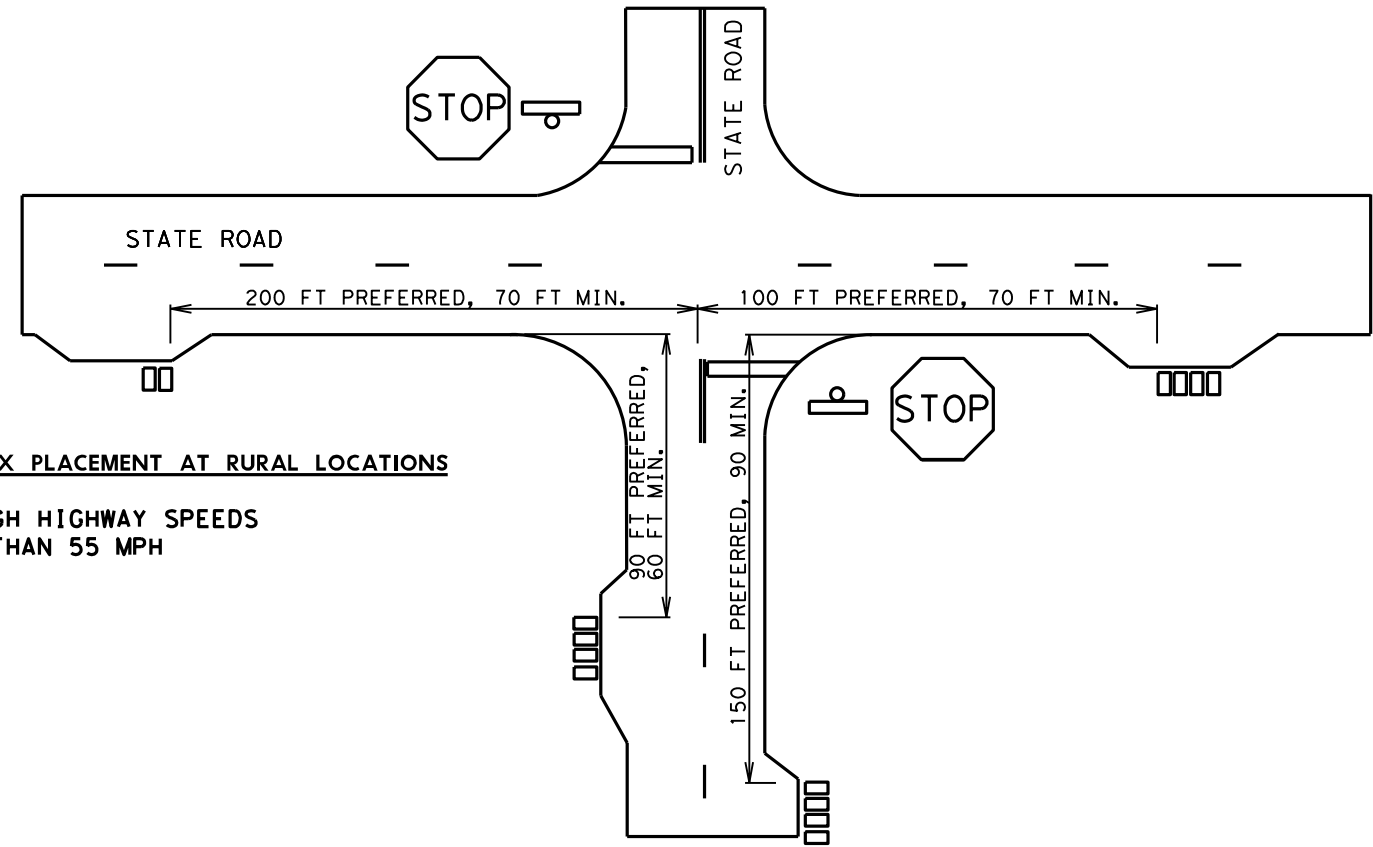 STATE ROAD
STOP
STATE ROAD
200 FT PREFERRED, 70 FT MIN.
100 FT PREFERRED, 70 FT MIN.
90 FT PREFERRED,
60 FT MIN.
150 FT PREFERRED, 90 MIN.
STOP
X PLACEMENT AT RURAL LOCATIONS
GH HIGHWAY SPEEDS
THAN 55 MPH